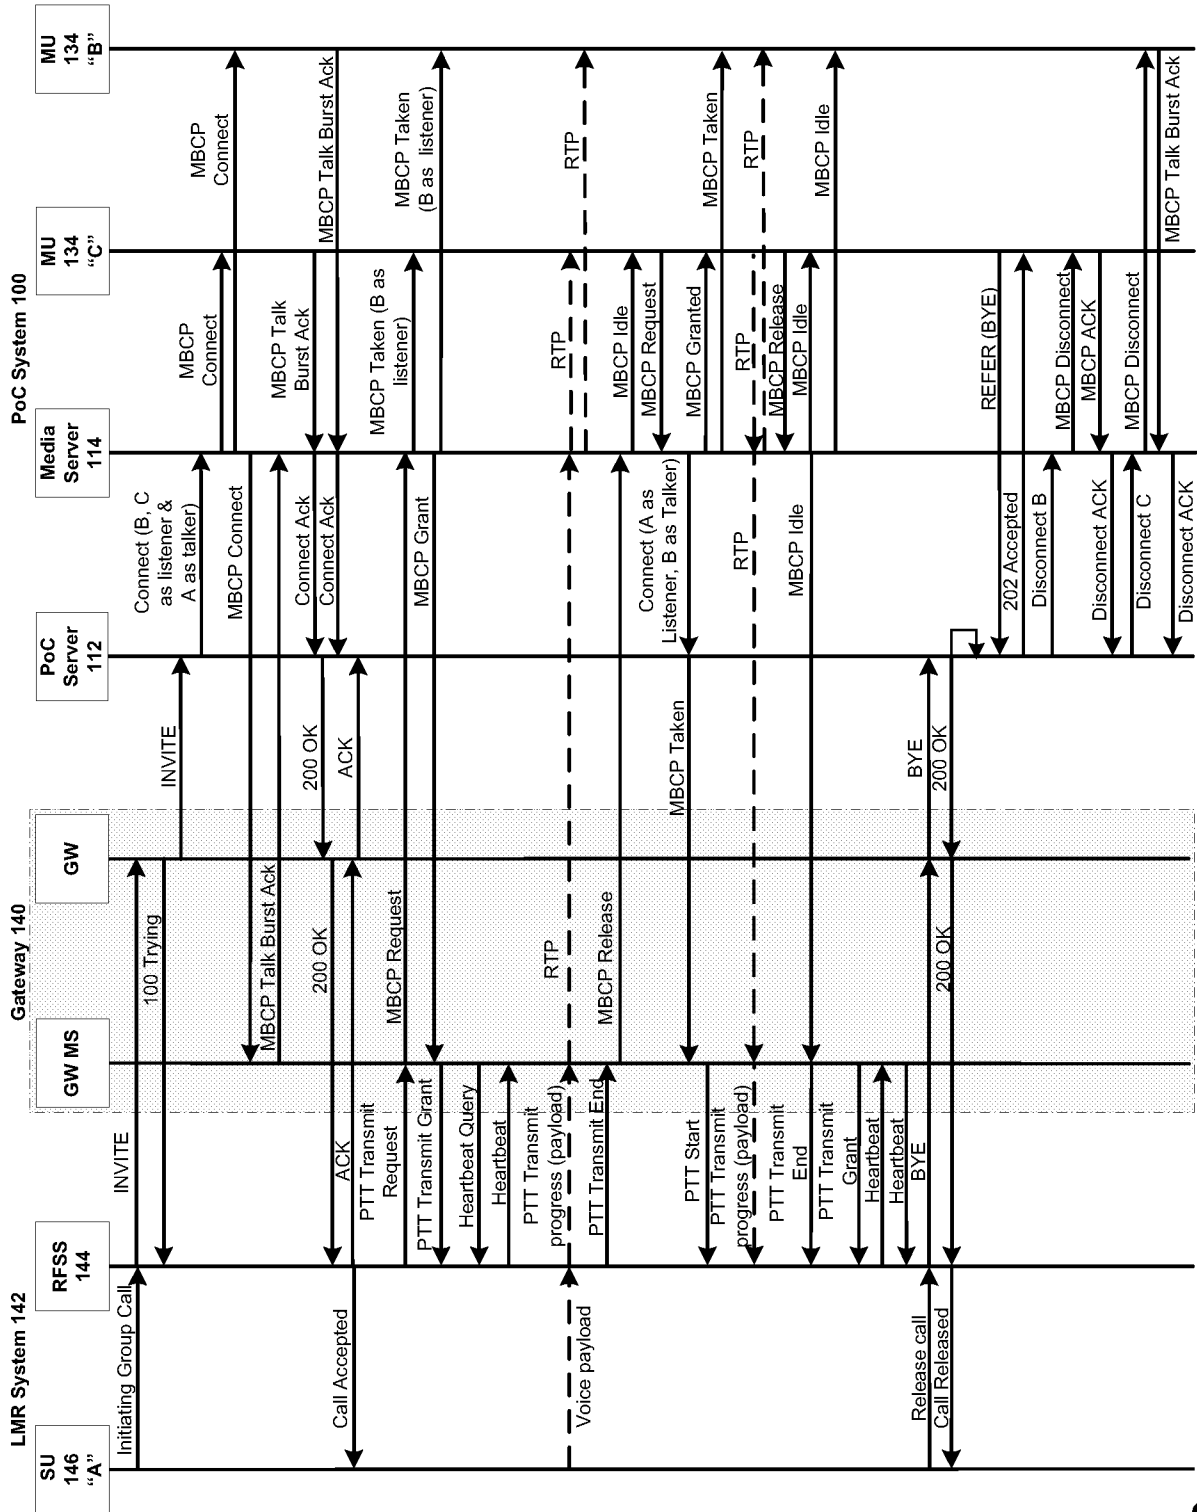 LMR System 142
Gateway 140
PoC System 100
SU
146
“A”
RFSS
144
GW MS
GW
PoC
Server
112
Media
Server
114
MU
134
“C”
MU
134
“B”
Initiating Group Call
INVITE
100 Trying
INVITE
Connect (B, C
as listener &
A as talker)
MBCP
Connect
MBCP
Connect
MBCP Connect
MBCP Talk Burst Ack
MBCP Talk
Burst Ack
MBCP Talk Burst Ack
Connect Ack
Connect Ack
200 OK
200 OK
ACK
ACK
Call Accepted
PTT Transmit
Request
MBCP Request
MBCP Taken (B as
listener)
MBCP Taken
(B as listener)
MBCP Grant
PTT Transmit Grant
Heartbeat Query
Heartbeat
Voice payload
PTT Transmit
progress (payload)
RTP
RTP
RTP
PTT Transmit End
MBCP Release
MBCP Idle
MBCP Request
Connect (A as
Listener, B as Talker)
MBCP Taken
MBCP Granted
MBCP Taken
PTT Start
PTT Transmit
progress (payload)
RTP
RTP
RTP
MBCP Release
MBCP Idle
MBCP Idle
MBCP Idle
PTT Transmit
End
PTT Transmit
Grant
Heartbeat
Heartbeat
Release call
BYE
BYE
200 OK
200 OK
Call Released
REFER (BYE)
202 Accepted
Disconnect B
MBCP Disconnect
MBCP ACK
Disconnect ACK
Disconnect C
MBCP Disconnect
MBCP Talk Burst Ack
Disconnect ACK